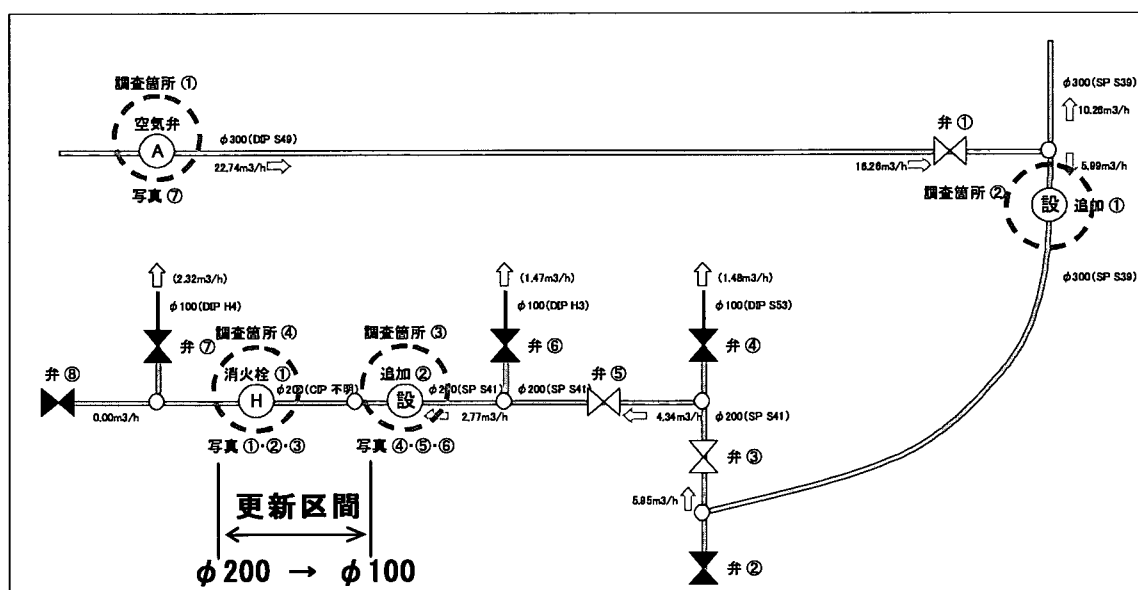 調査箇所 ①
空気弁
A
写真 ⑦
φ300(DIP S49)
22.74m3/h
弁 ①
16.26m3/h
φ300(SP S39)
10.26m3/h
5.99m3/h
調査箇所 ②
設
追加 ①
φ300(SP S39)
(2.32m3/h)
φ100(DIP H4)
弁 ⑦
(1.47m3/h)
φ100(DIP H3)
弁 ⑥
(1.48m3/h)
φ100(DIP S53)
弁 ④
弁 ⑧
0.00m3/h
調査箇所 ④
消火栓 ①
H
φ200(CIP 不明)
写真 ①・②・③
調査箇所 ③
追加 ②
設
φ200(SP S41)
写真 ④・⑤・⑥
2.77m3/h
φ200(SP S41)
弁 ⑤
4.34m3/h
φ200(SP S41)
弁 ③
5.95m3/h
弁 ②
更新区間
φ200 → φ100